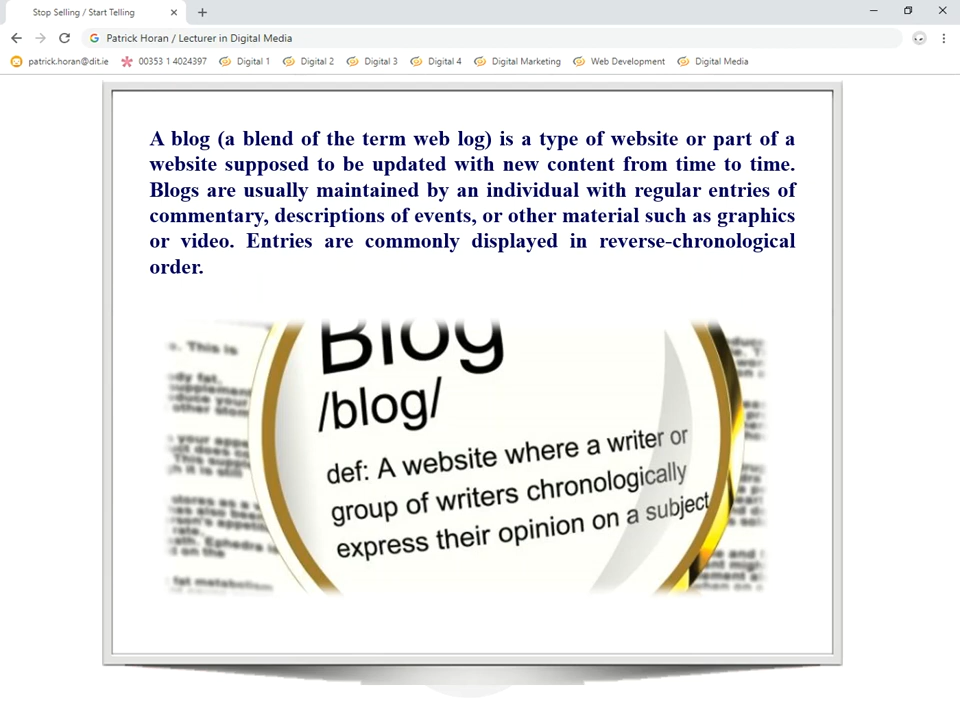 Stop Selling / Start Telling
Patrick Horan / Lecturer in Digital Media
patrick.horan@dit.ie 00353 1 4024397 Digital 1 Digital 2 Digital 3 Digital 4 Digital Marketing Web Development Digital Media
A blog (a blend of the term web log) is a type of website or part of a
website supposed to be updated with new content from time to time.
Blogs are usually maintained by an individual with regular entries of
commentary, descriptions of events, or other material such as graphics
or video. Entries are commonly displayed in reverse-chronological
order.
Blog
/blog/
def: A website where a writer or
group of writers chronologically
express their opinion on a subject
This is
fat metabolism